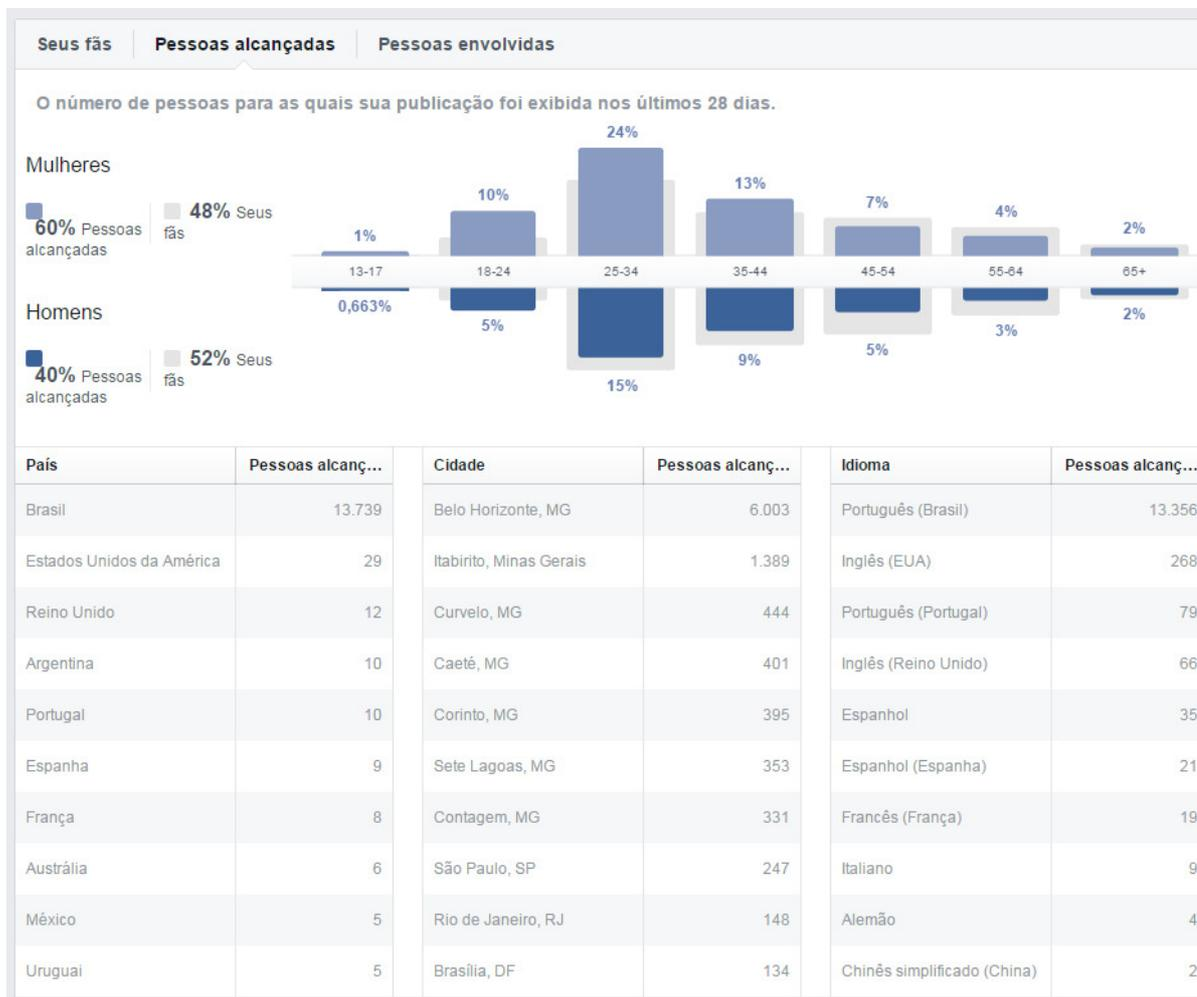 Seus fãs Pessoas alcançadas Pessoas envolvidas
O número de pessoas para as quais sua publicação foi exibida nos últimos 28 dias.
Mulheres
60% Pessoas alcançadas
48% Seus fãs
24%
10%
13%
7%
4%
2%
1%
13-17 18-24 25-34 35-44 45-54 55-64 65+
0,663%
5%
15%
9%
5%
3%
2%
Homens
40% Pessoas alcançadas
52% Seus fãs
País Pessoas alcanç... Cidade Pessoas alcanç... Idioma Pessoas alcanç...
Brasil 13.739 Belo Horizonte, MG 6.003 Português (Brasil) 13.356
Estados Unidos da América 29 Itabirito, Minas Gerais 1.389 Inglês (EUA) 268
Reino Unido 12 Curvelo, MG 444 Português (Portugal) 79
Argentina 10 Caeté, MG 401 Inglês (Reino Unido) 66
Portugal 10 Corinto, MG 395 Espanhol 35
Espanha 9 Sete Lagoas, MG 353 Espanhol (Espanha) 21
França 8 Contagem, MG 331 Francês (França) 19
Austrália 6 São Paulo, SP 247 Italiano 9
México 5 Rio de Janeiro, RJ 148 Alemão 4
Uruguai 5 Brasília, DF 134 Chinês simplificado (China) 2